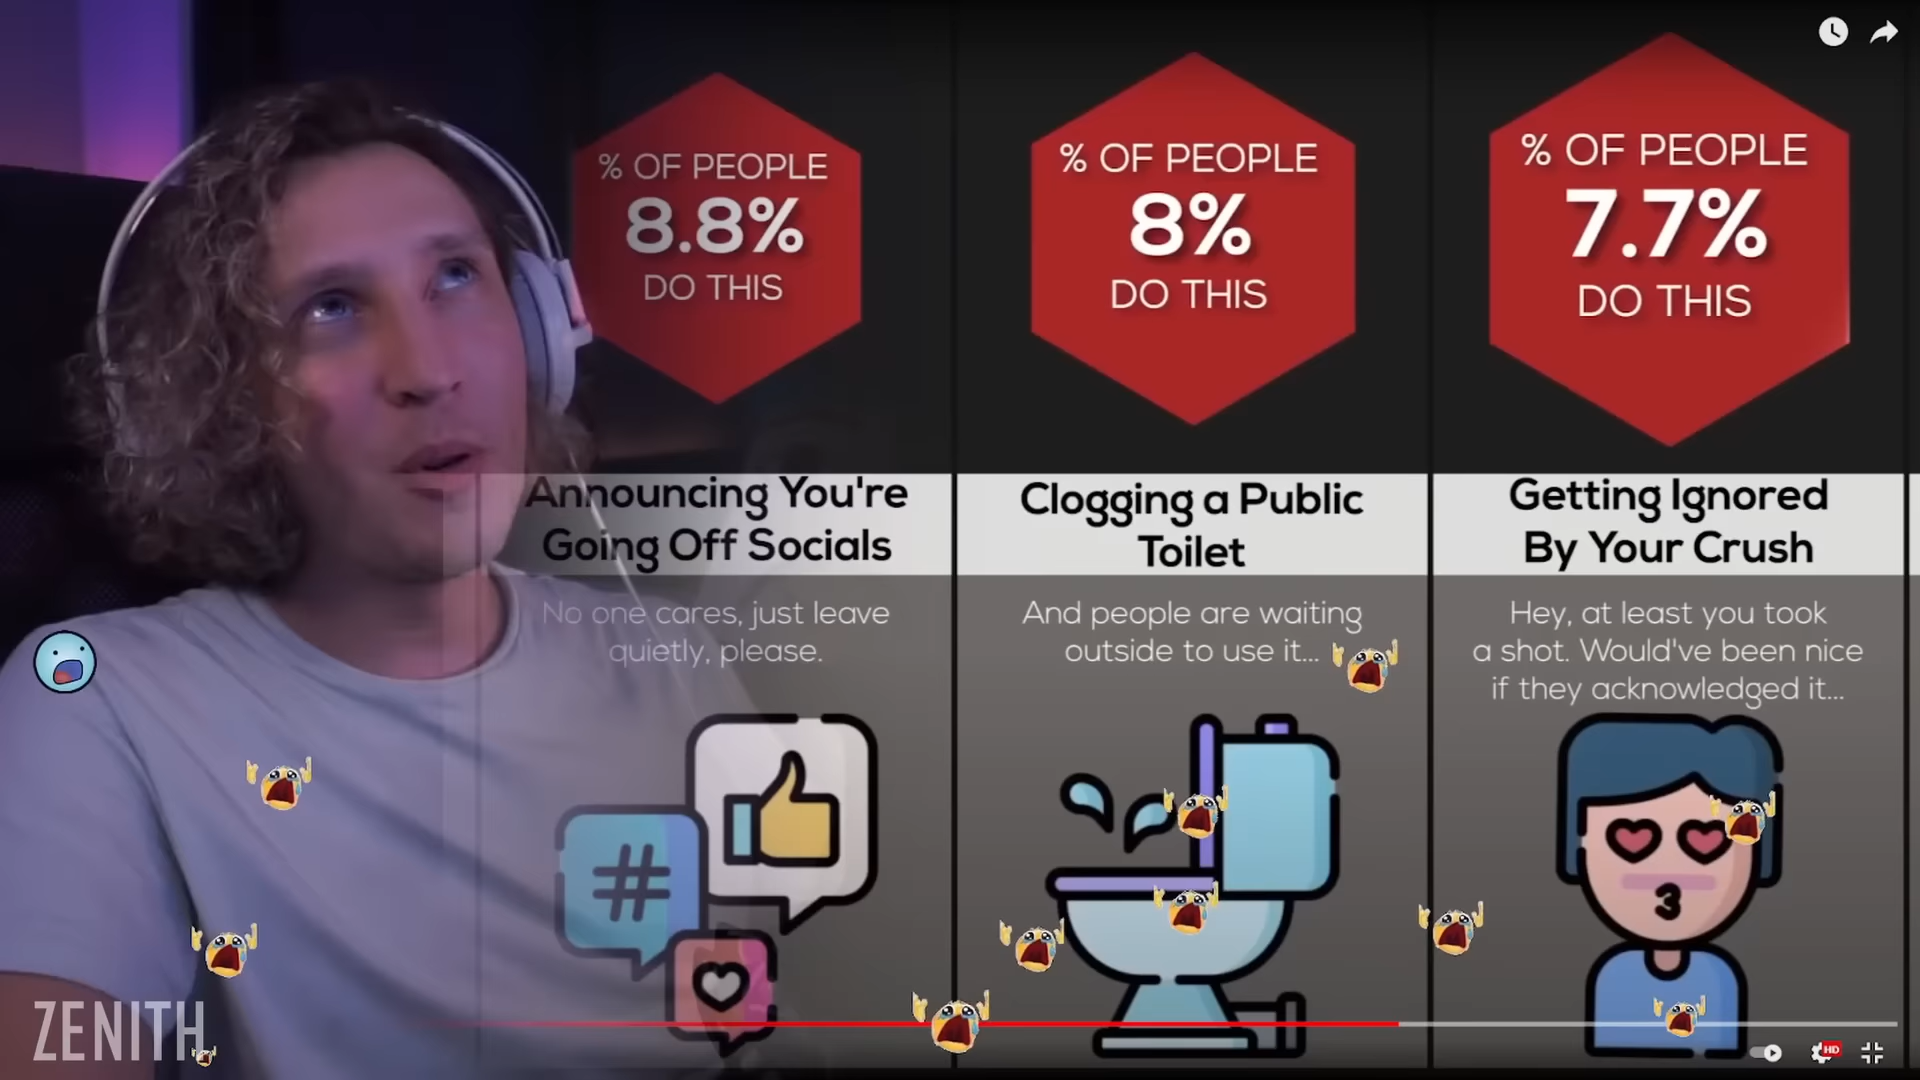 % OF PEOPLE
8.8%
DO THIS
Announcing You're
Going Off Socials
No one cares, just leave
quietly, please.
% OF PEOPLE
8%
DO THIS
Clogging a Public
Toilet
And people are waiting
outside to use it...
% OF PEOPLE
7.7%
DO THIS
Getting Ignored
By Your Crush
Hey, at least you took
a shot. Would've been nice
if they acknowledged it...
#
ZENITH
HD